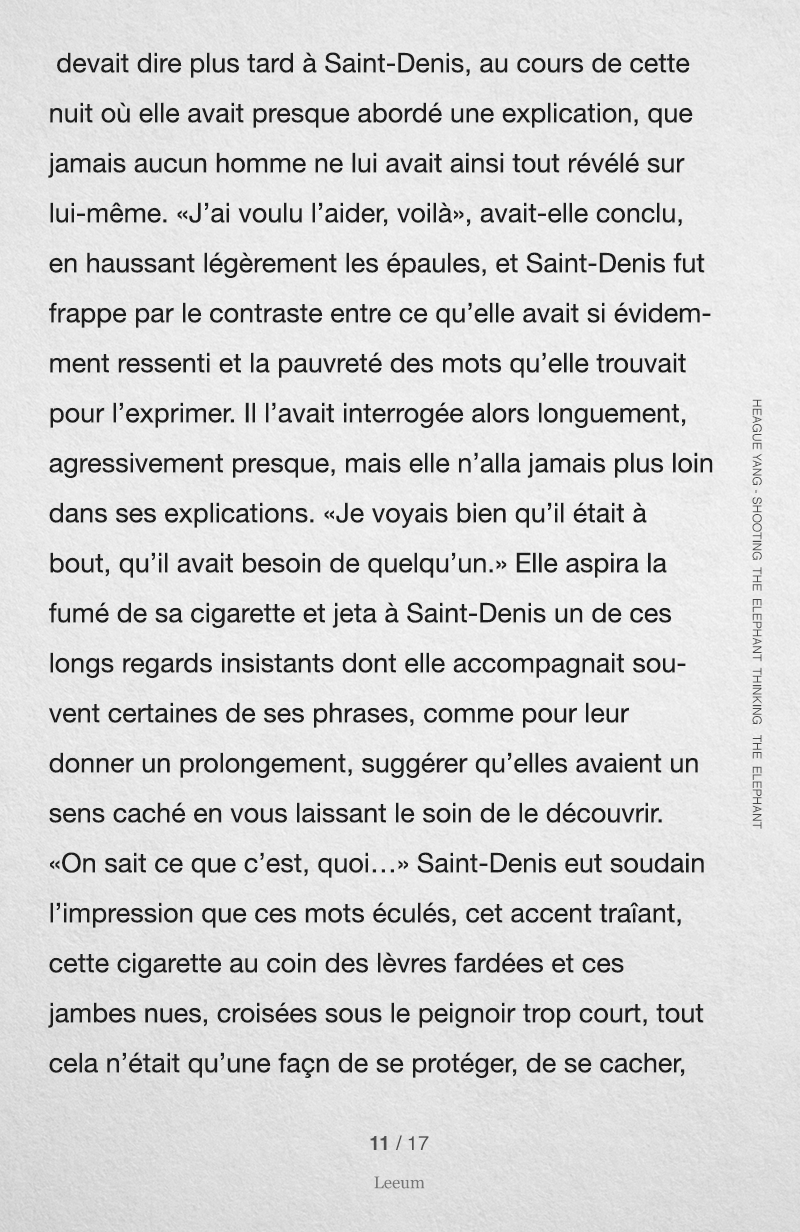 devait dire plus tard à Saint-Denis, au cours de cette
nuit où elle avait presque abordé une explication, que
jamais aucun homme ne lui avait ainsi tout révélé sur
lui-même. «J’ai voulu l’aider, voilà», avait-elle conclu,
en haussant légèrement les épaules, et Saint-Denis fut
frappe par le contraste entre ce qu’elle avait si évidem-
ment ressenti et la pauvreté des mots qu’elle trouvait
pour l’exprimer. Il l’avait interrogée alors longuement,
agressivement presque, mais elle n’alla jamais plus loin
dans ses explications. «Je voyais bien qu’il était à
bout, qu’il avait besoin de quelqu’un.» Elle aspira la
fumé de sa cigarette et jeta à Saint-Denis un de ces
longs regards insistants dont elle accompagnait sou-
vent certaines de ses phrases, comme pour leur
donner un prolongement, suggérer qu’elles avaient un
sens caché en vous laissant le soin de le découvrir.
«On sait ce que c’est, quoi…» Saint-Denis eut soudain
l’impression que ces mots éculés, cet accent traîant,
cette cigarette au coin des lèvres fardées et ces
jambes nues, croisées sous le peignoir trop court, tout
cela n’était qu’une façn de se protéger, de se cacher,
HEAGUE YANG - SHOOTING THE ELEPHANT THINKING THE ELEPHANT
11 / 17
Leeum